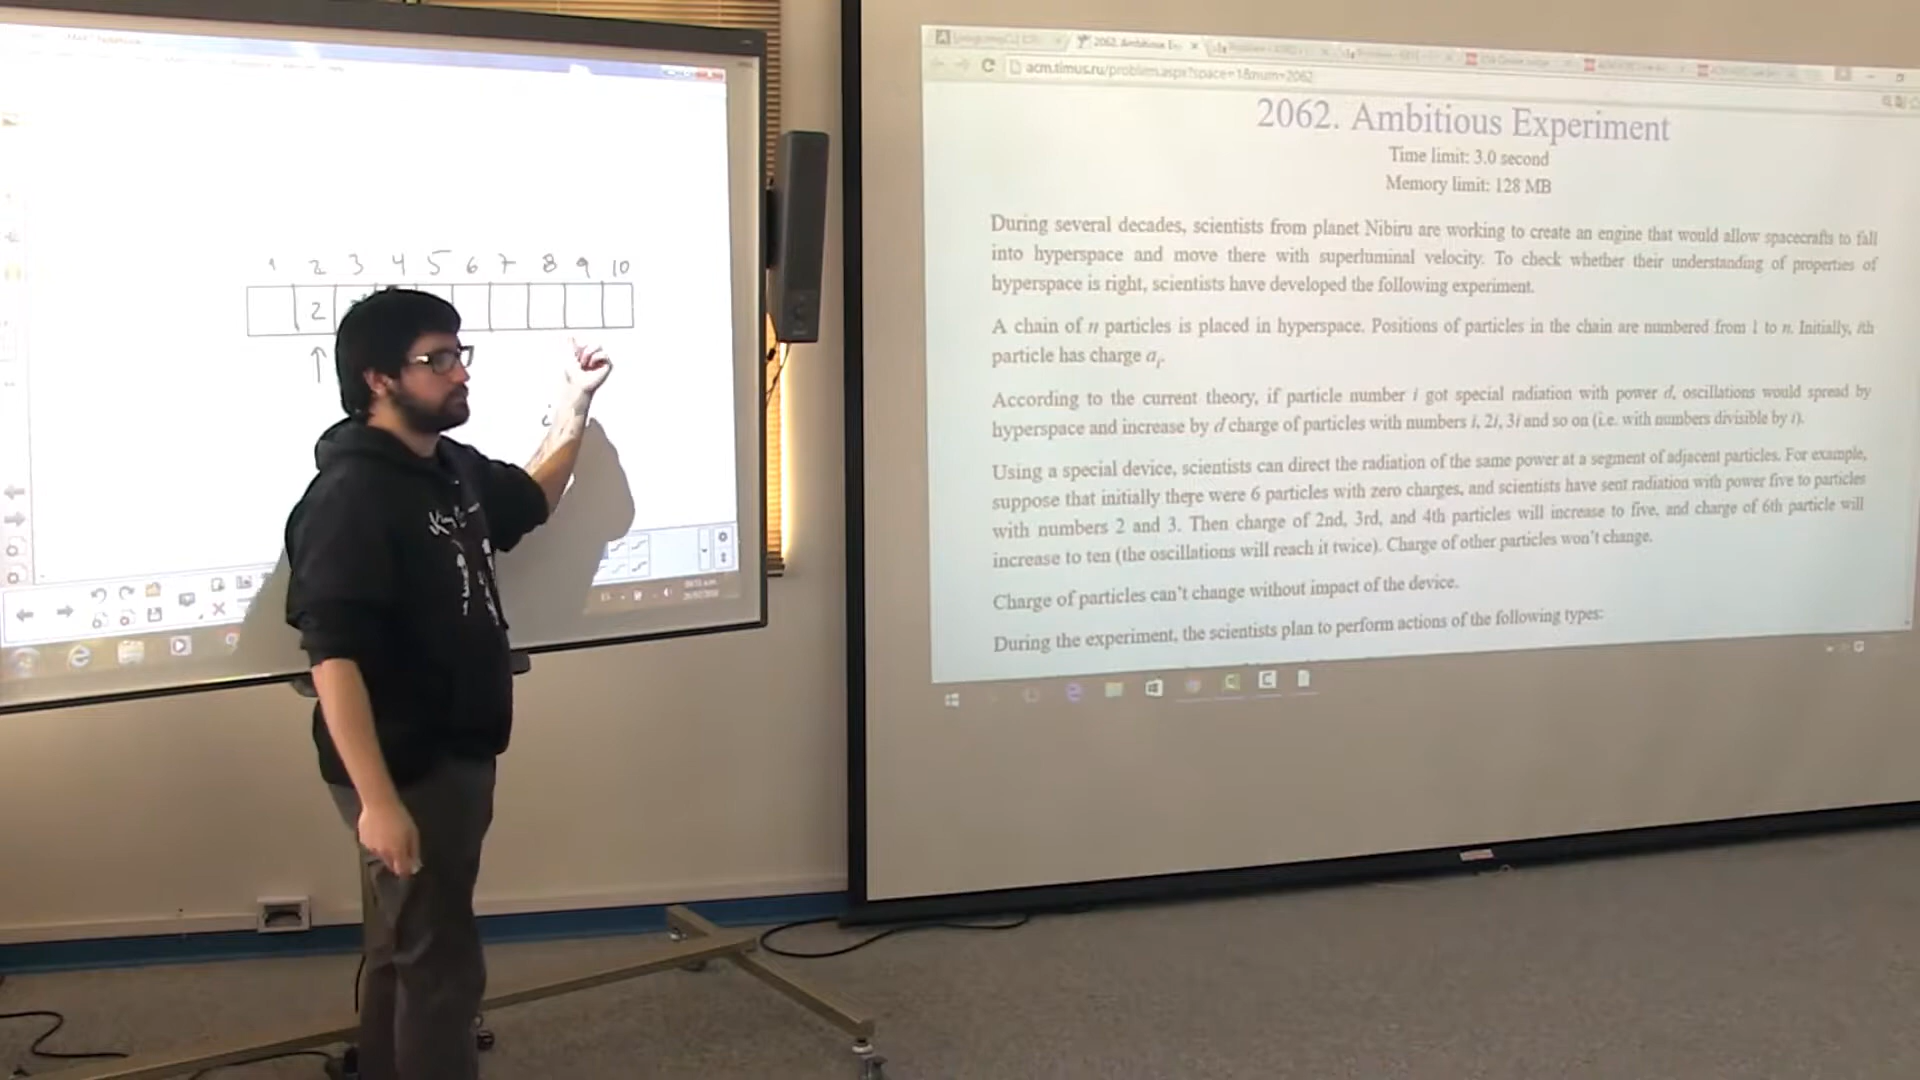 2 3 4 5 6 7 8 9 10
2
i
2062. Ambitious Ex
acm.timus.ru/problem.aspx?space=1&num=2062
2062. Ambitious Experiment
Time limit: 3.0 second
Memory limit: 128 MB
During several decades, scientists from planet Nibiru are working to create an engine that would allow spacecrafts to fall
into hyperspace and move there with superluminal velocity. To check whether their understanding of properties of
hyperspace is right, scientists have developed the following experiment.
A chain of n particles is placed in hyperspace. Positions of particles in the chain are numbered from 1 to n. Initially, ith
particle has charge ai.
According to the current theory, if particle number i got special radiation with power d, oscillations would spread by
hyperspace and increase by d charge of particles with numbers i, 2i, 3i and so on (i.e. with numbers divisible by i).
Using a special device, scientists can direct the radiation of the same power at a segment of adjacent particles. For example,
suppose that initially there were 6 particles with zero charges, and scientists have sent radiation with power five to particles
with numbers 2 and 3. Then charge of 2nd, 3rd, and 4th particles will increase to five, and charge of 6th particle will
increase to ten (the oscillations will reach it twice). Charge of other particles won't change.
Charge of particles can't change without impact of the device.
During the experiment, the scientists plan to perform actions of the following types: